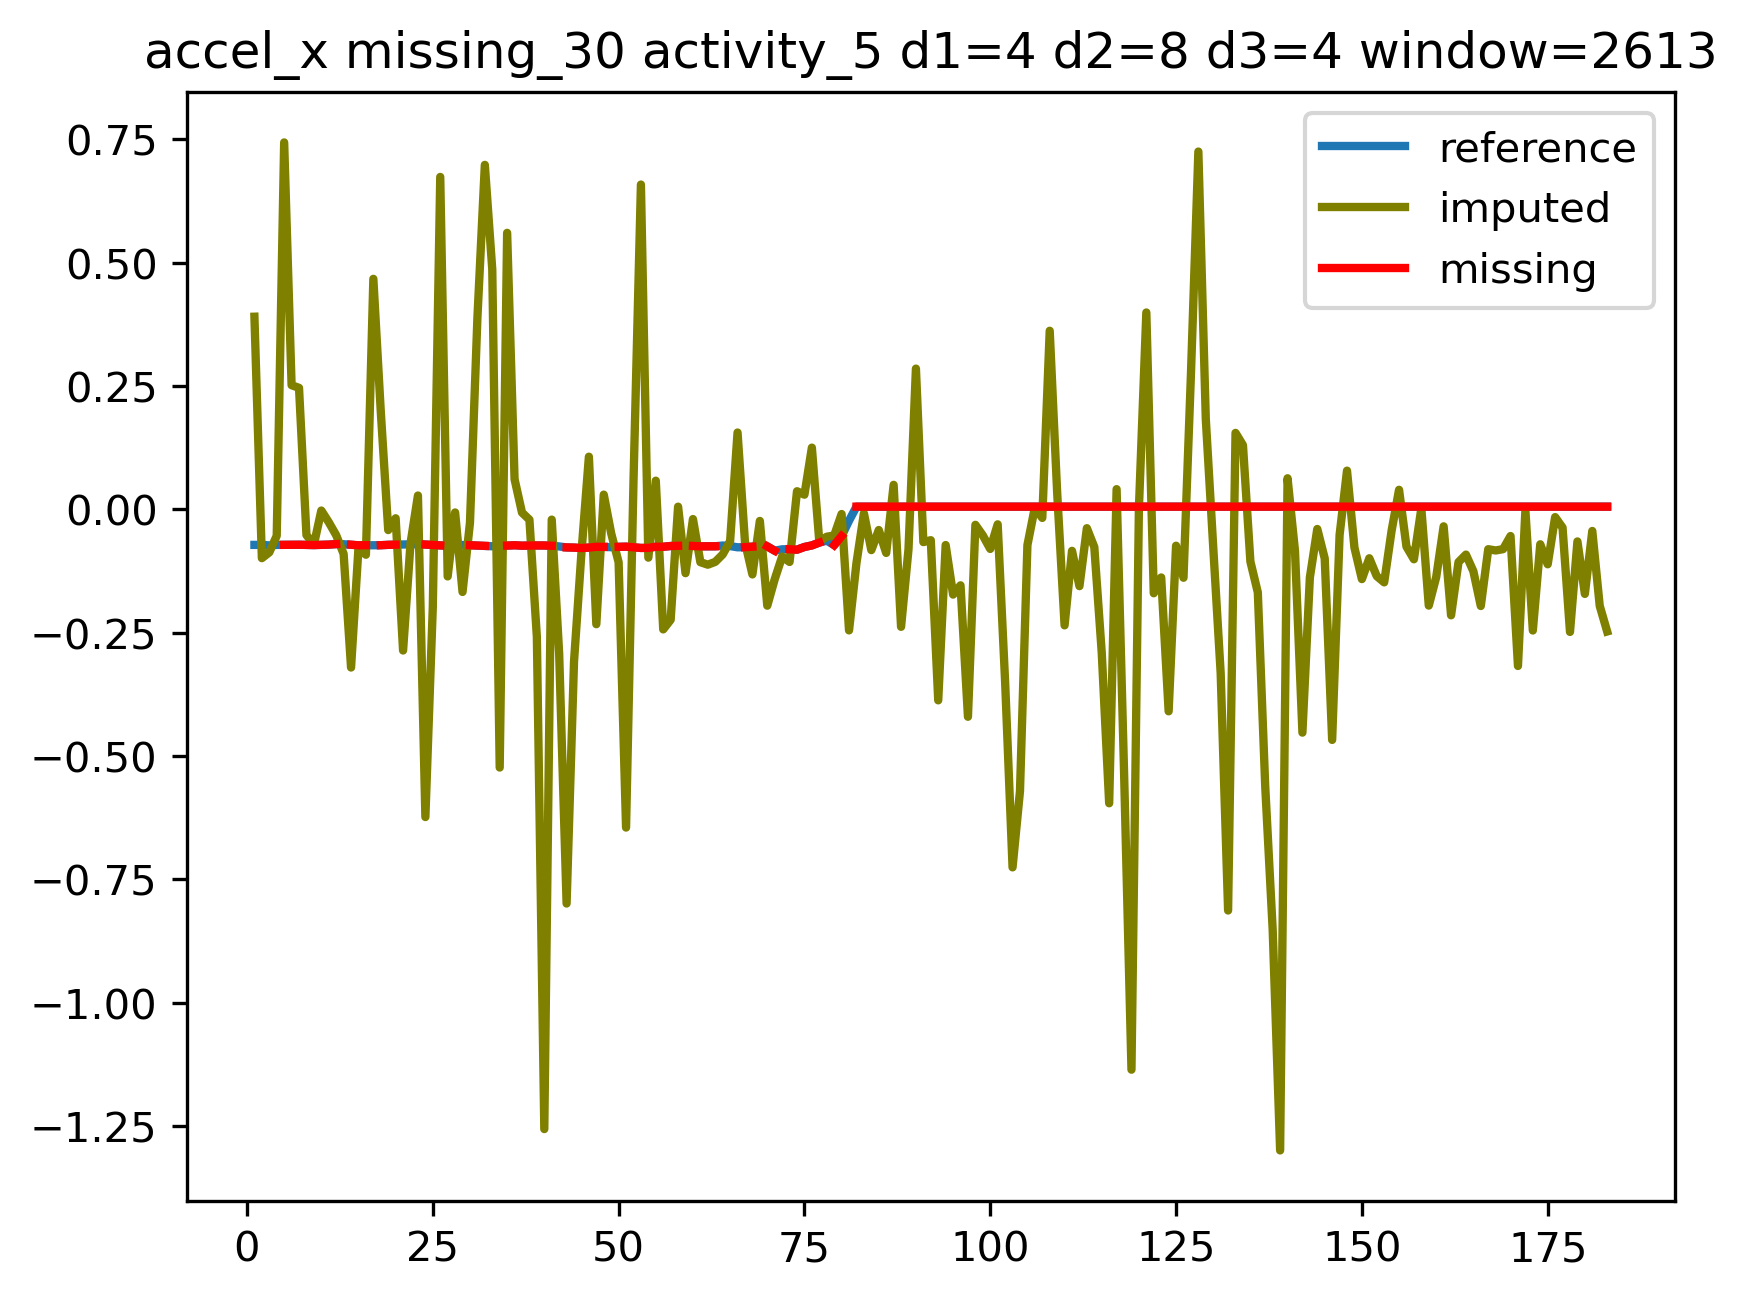 accel_x missing_30 activity_5 d1=4 d2=8 d3=4 window=2613
reference
imputed
missing
0.75
0.50
0.25
0.00
−0.25
−0.50
−0.75
−1.00
−1.25
0 25 50 75 100 125 150 175